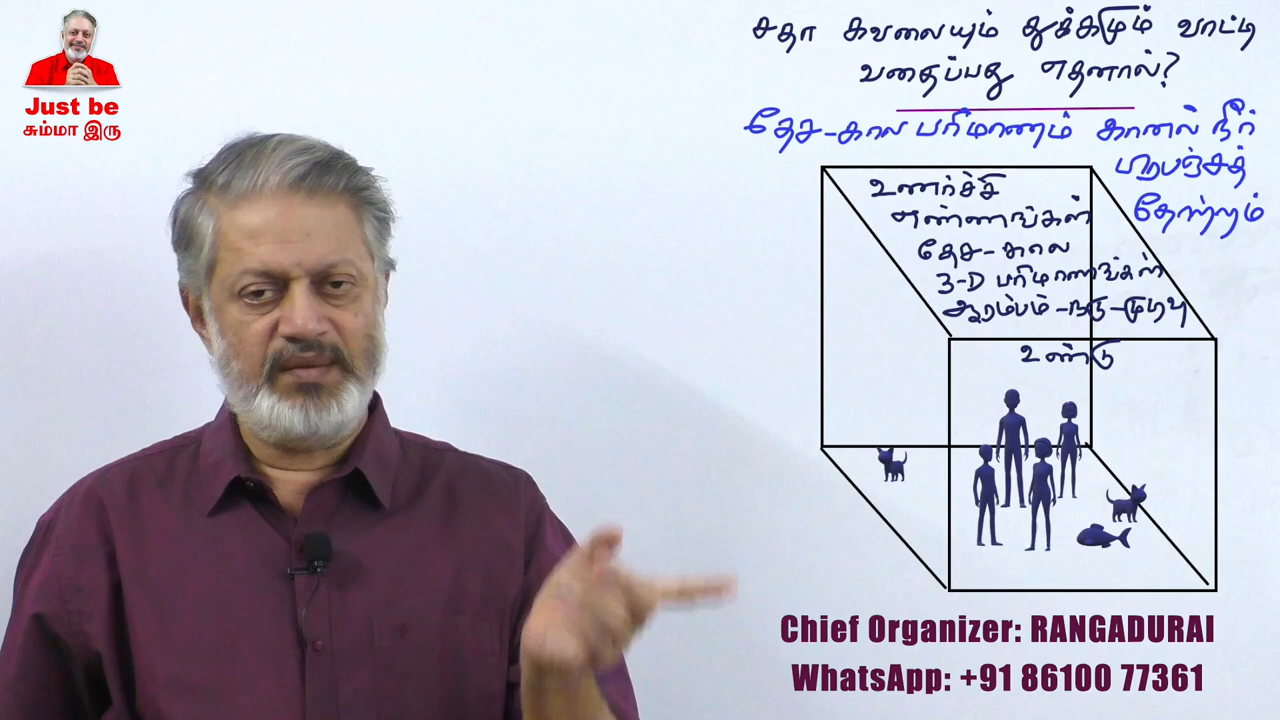 Just be
சும்மா இரு
சதா கவலையும் துக்கமும் வாட்டி
வதைப்பது எதனால்?
தேச-கால பரிமாணம் கானல் நீர்
பிரபஞ்சத்
தோற்றம்
உணர்ச்சி
எண்ணங்கள்
தேச-கால
3-D பரிமாணங்கள்
ஆரம்பம்-நடு-முடிவு
உண்டு
Chief Organizer: RANGADURAI
WhatsApp: +91 86100 77361